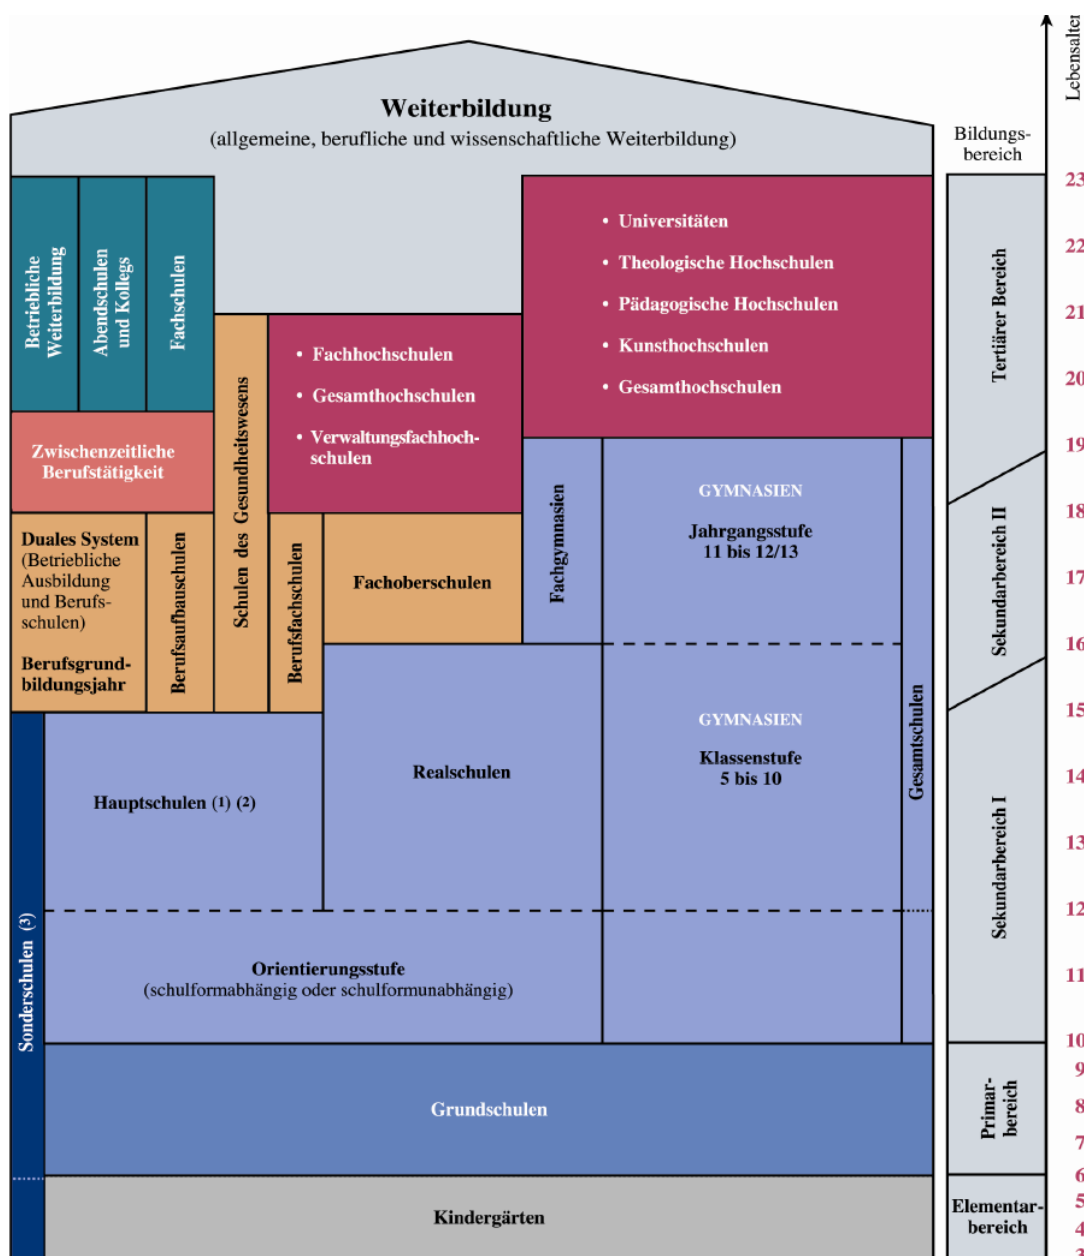 Weiterbildung
(allgemeine, berufliche und wissenschaftliche Weiterbildung)
Bildungs-
bereich
Lebensalter
Betriebliche
Weiterbildung
Abendschulen
und Kollegs
Fachschulen
• Universitäten
• Theologische Hochschulen
• Pädagogische Hochschulen
• Kunsthochschulen
• Gesamthochschulen
• Fachhochschulen
• Gesamthochschulen
• Verwaltungsfachhoch-
schulen
Zwischenzeitliche
Berufstätigkeit
Schulen des Gesundheitswesens
Duales System
(Betriebliche
Ausbildung
und Berufs-
schulen)
Berufsgrund-
bildungsjahr
Berufsaufbauschulen
Berufsfachschulen
Fachoberschulen
Fachgymnasien
GYMNASIEN
Jahrgangsstufe
11 bis 12/13
GYMNASIEN
Klassenstufe
5 bis 10
Gesamtschulen
Hauptschulen (1) (2)
Realschulen
Orientierungsstufe
(schulformabhängig oder schulformunabhängig)
Sonderschulen (3)
Grundschulen
Kindergärten
Tertiärer Bereich
Sekundarbereich II
Sekundarbereich I
Primar-
bereich
Elementar-
bereich
23
22
21
20
19
18
17
16
15
14
13
12
11
10
9
8
7
6
5
4
3